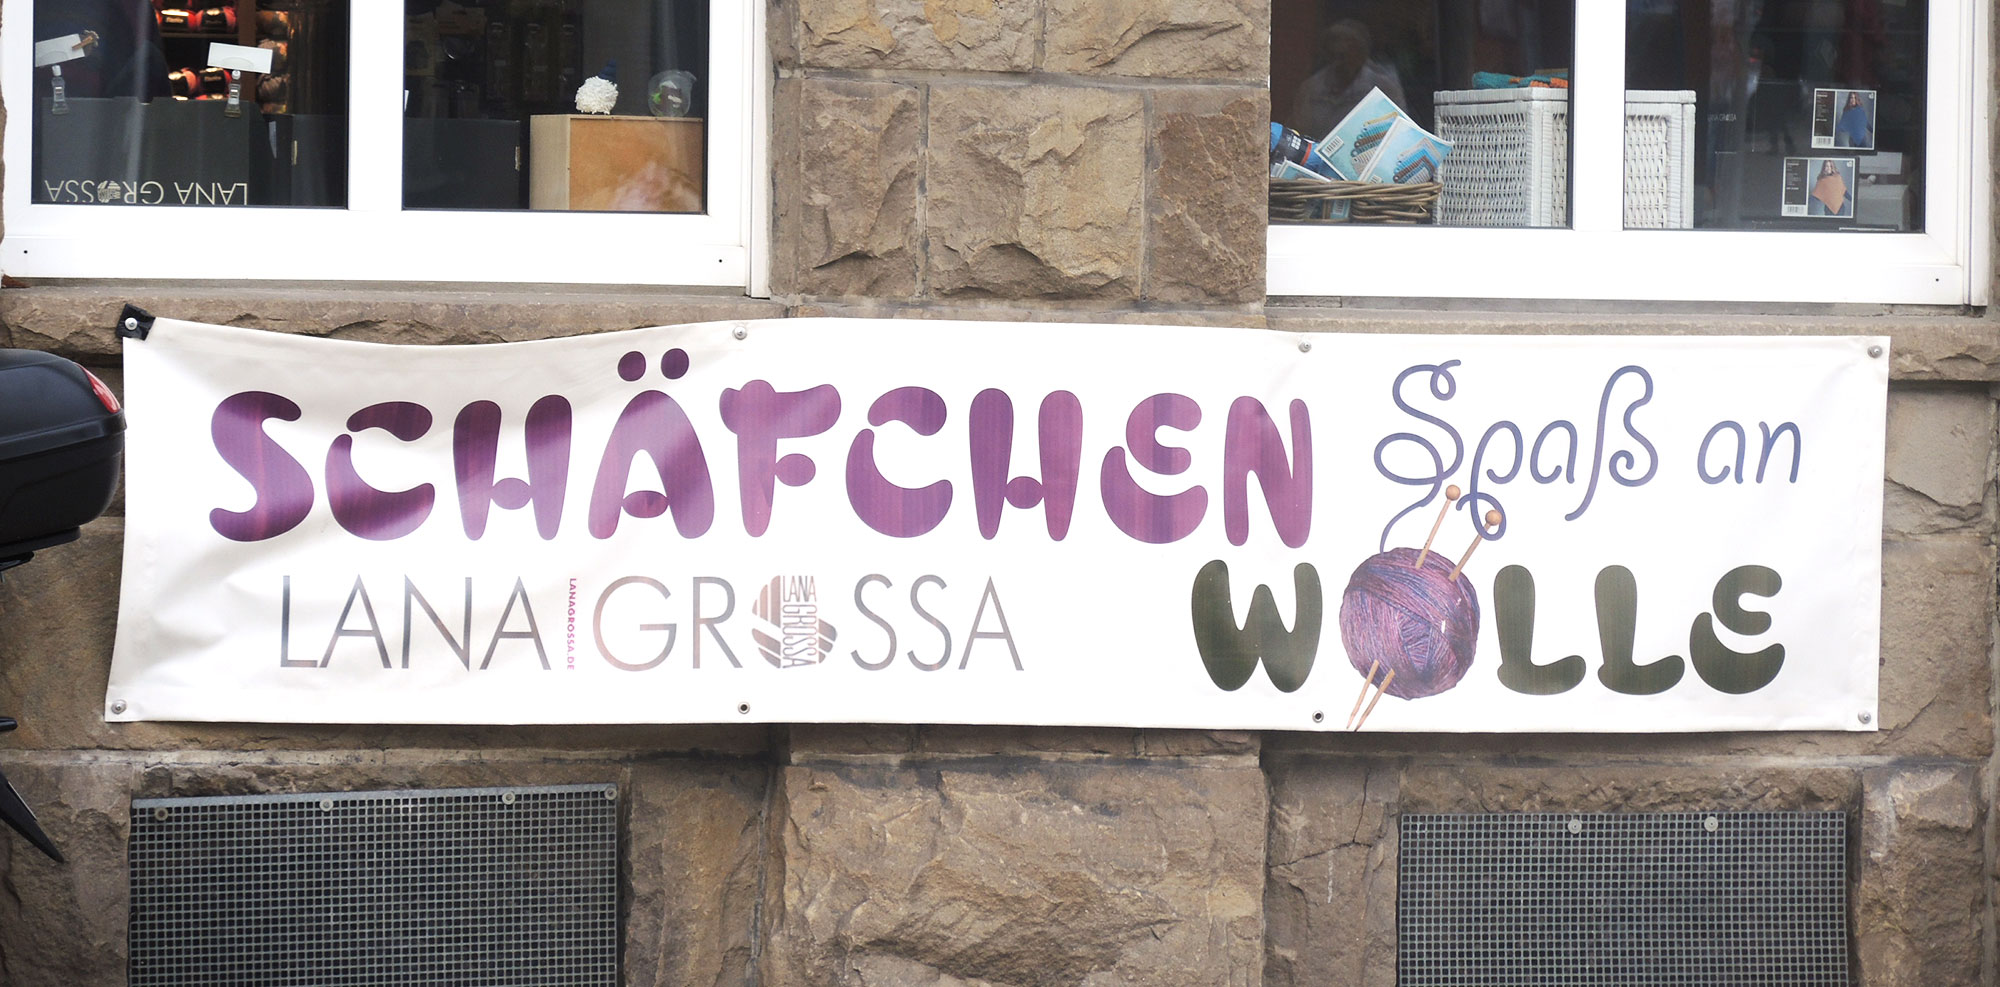 LANA GROSSA
SCHÄFCHEN
Spaß an
WOLLE
LANA GROSSA
LANAGROSSA.DE
LANA
GROSSA